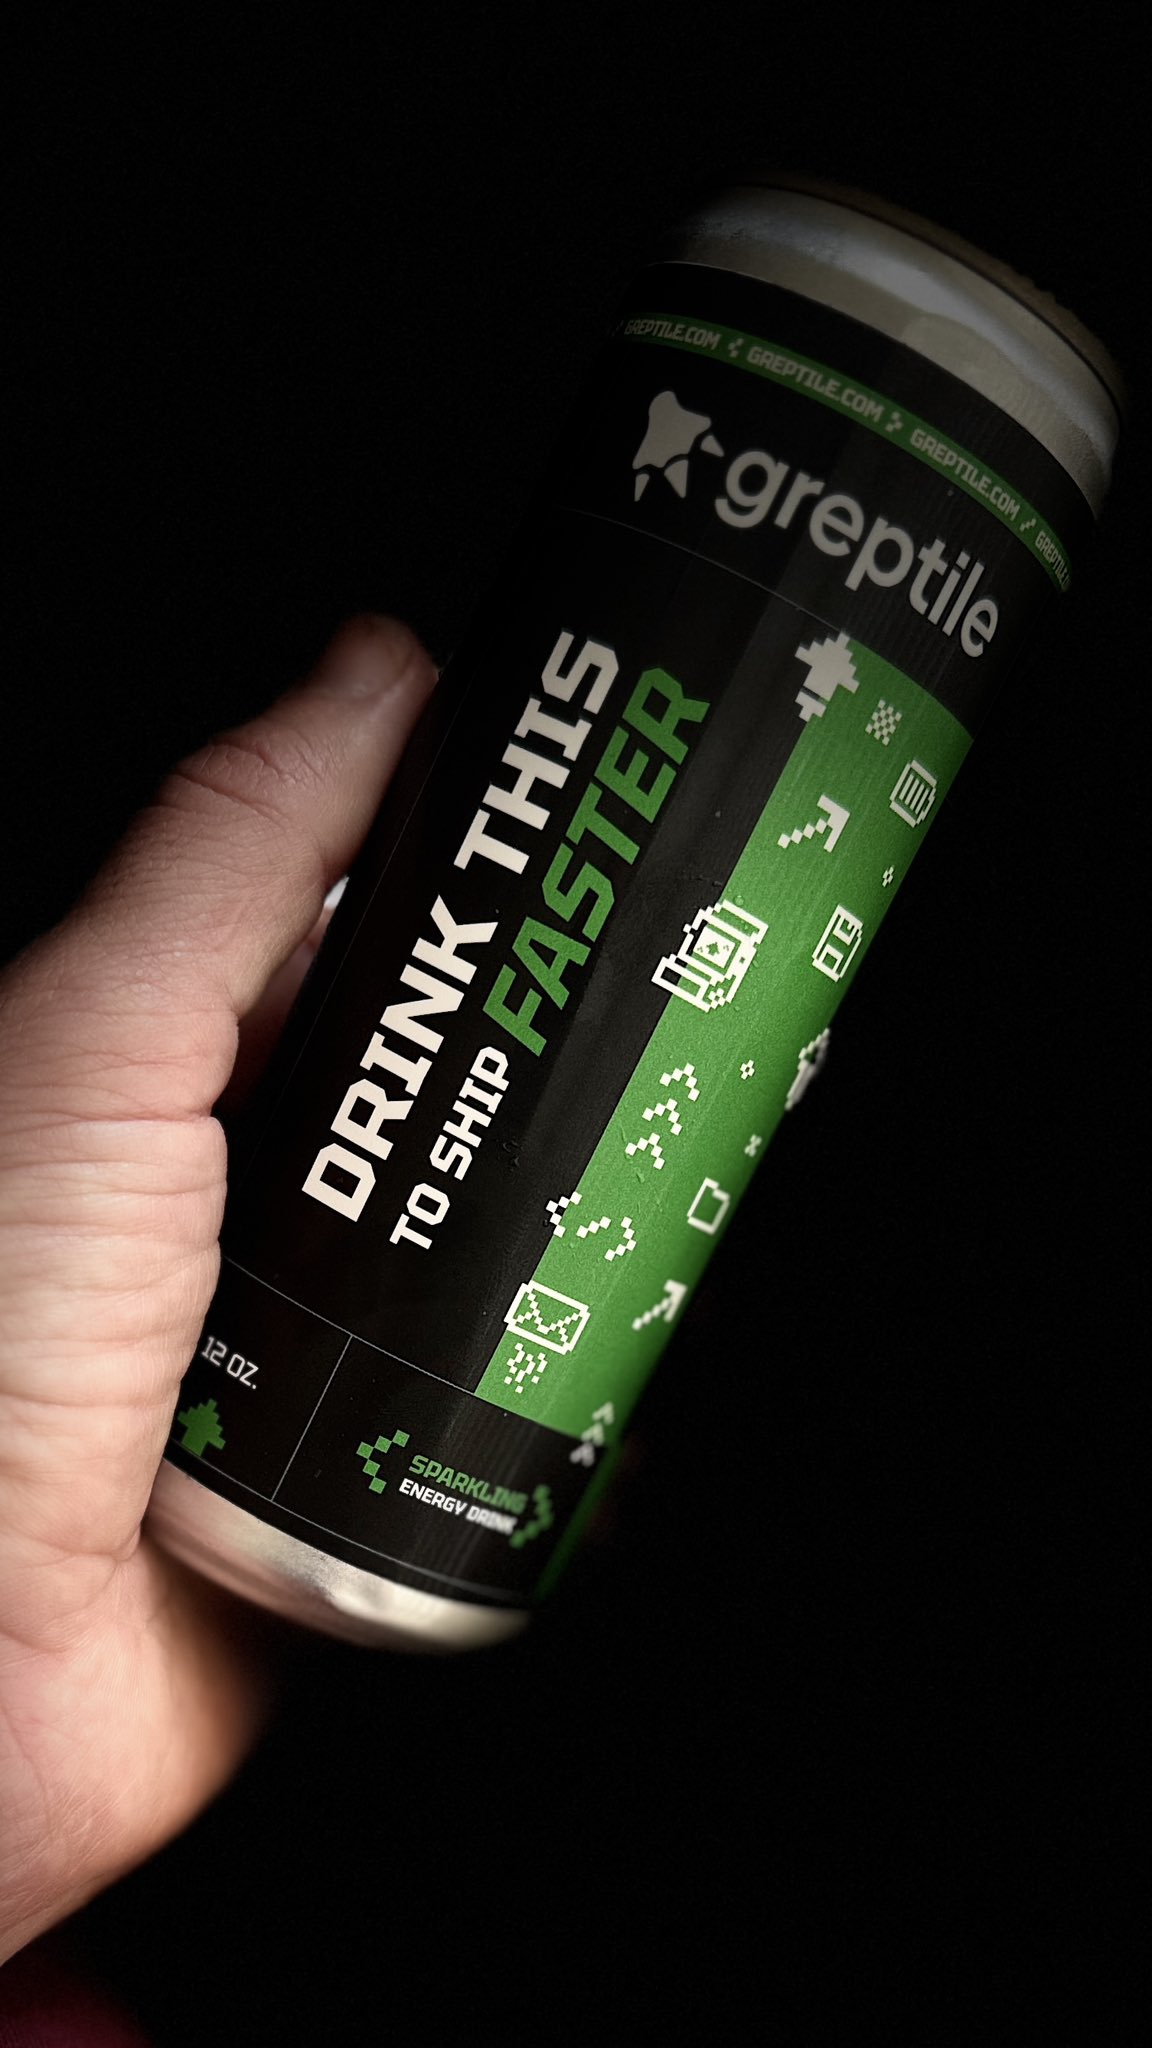 GREPTILE.COM GREPTILE.COM GREPTILE.COM
greptile
DRINK THIS
TO SHIP FASTER
12 OZ.
SPARKLING
ENERGY DRINK